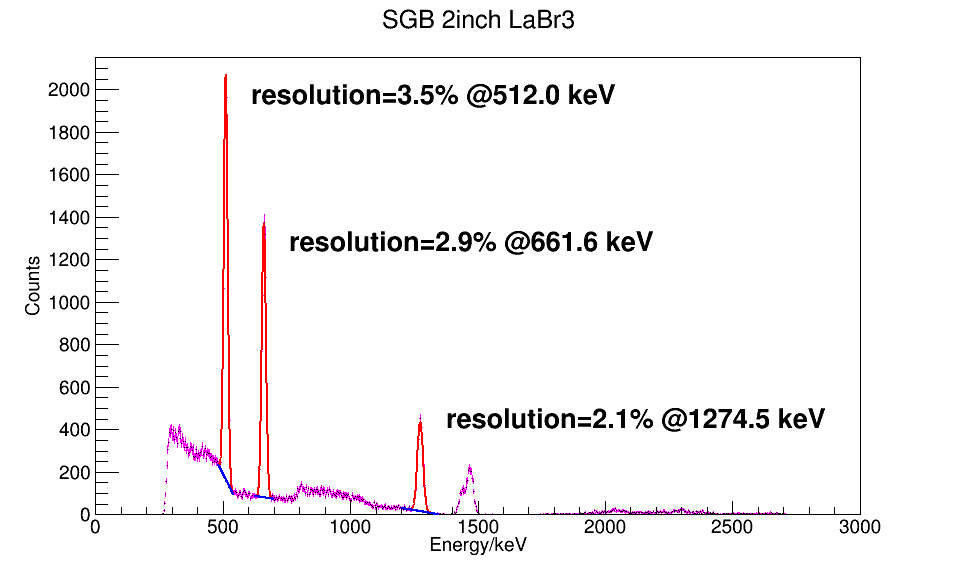 SGB 2inch LaBr3
resolution=3.5% @512.0 keV
resolution=2.9% @661.6 keV
resolution=2.1% @1274.5 keV
Counts
2000
1800
1600
1400
1200
1000
800
600
400
200
0
0 500 1000 1500 2000 2500 3000
Energy/keV